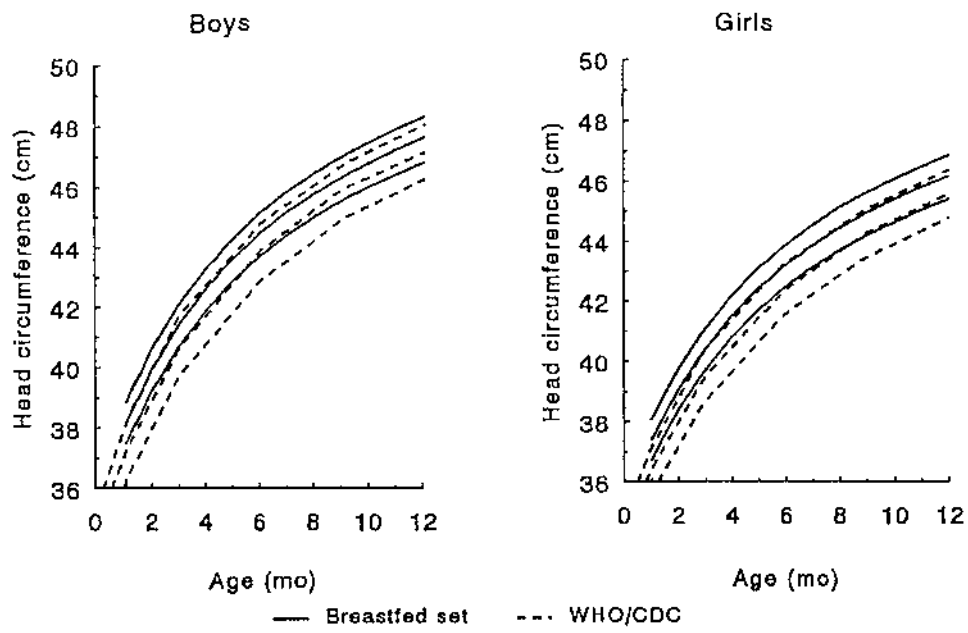 Boys
Head circumference (cm)
50
48
46
44
42
40
38
36
0 2 4 6 8 10 12
Age (mo)
Girls
Head circumference (cm)
50
48
46
44
42
40
38
36
0 2 4 6 8 10 12
Age (mo)
Breastfed set WHO/CDC